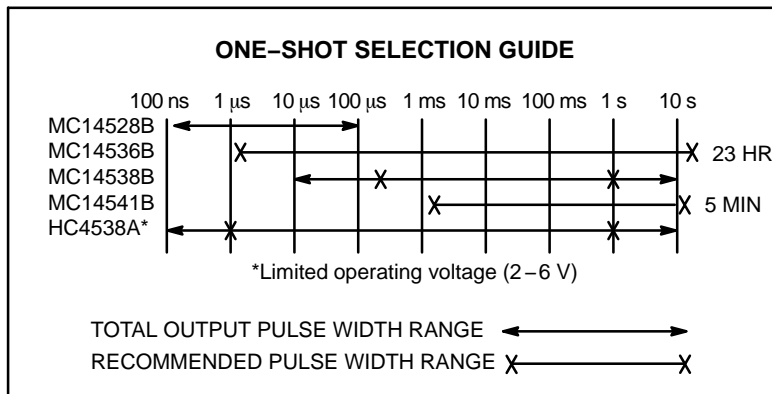 ONE–SHOT SELECTION GUIDE
100 ns 1 μs 10 μs 100 μs 1 ms 10 ms 100 ms 1 s 10 s
MC14528B
MC14536B 23 HR
MC14538B
MC14541B 5 MIN
HC4538A*
*Limited operating voltage (2–6 V)
TOTAL OUTPUT PULSE WIDTH RANGE
RECOMMENDED PULSE WIDTH RANGE